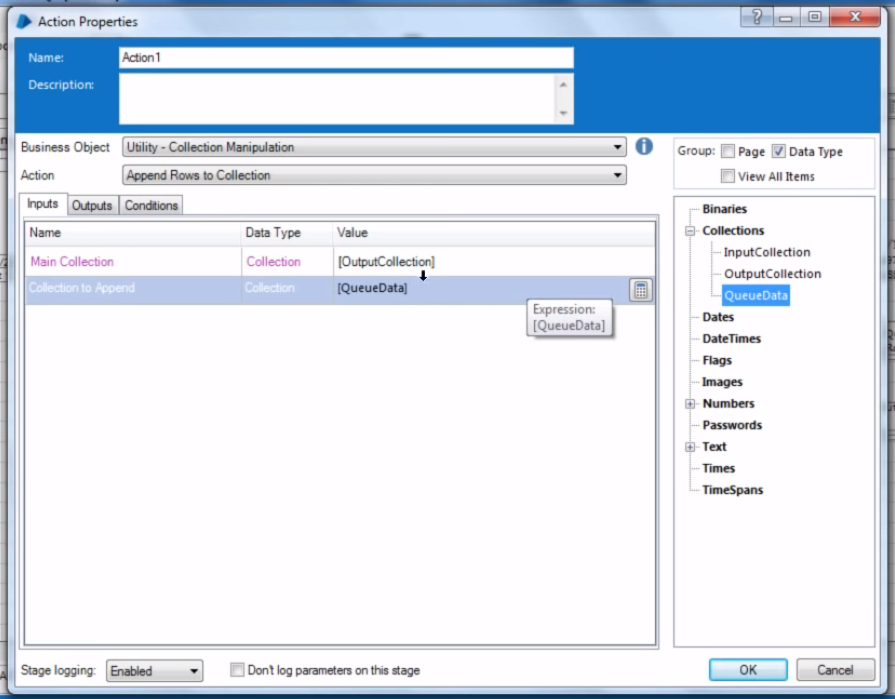 Action Properties
Name: Action1
Description:
Business Object Utility - Collection Manipulation
Action Append Rows to Collection
Group: Page Data Type
View All Items
Inputs Outputs Conditions
Name Data Type Value
Main Collection Collection [OutputCollection]
Collection to Append Collection [QueueData]
Expression:
[QueueData]
Binaries
Collections
InputCollection
OutputCollection
QueueData
Dates
DateTimes
Flags
Images
Numbers
Passwords
Text
Times
TimeSpans
Stage logging: Enabled Don't log parameters on this stage
OK Cancel